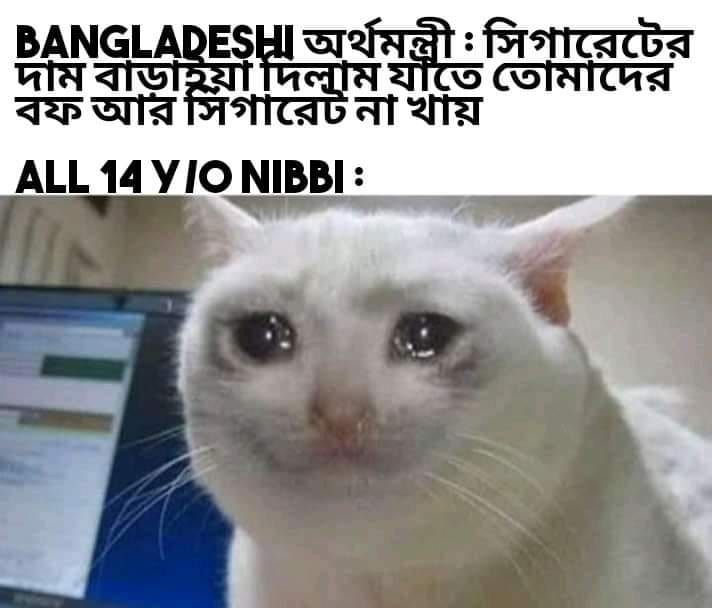 BANGLADESHI অর্থমন্ত্রী : সিগারেটের
দাম বাড়াইয়া দিলাম যাতে তোমাদের
বফ আর সিগারেট না খায়
ALL 14 Y/O NIBBI :